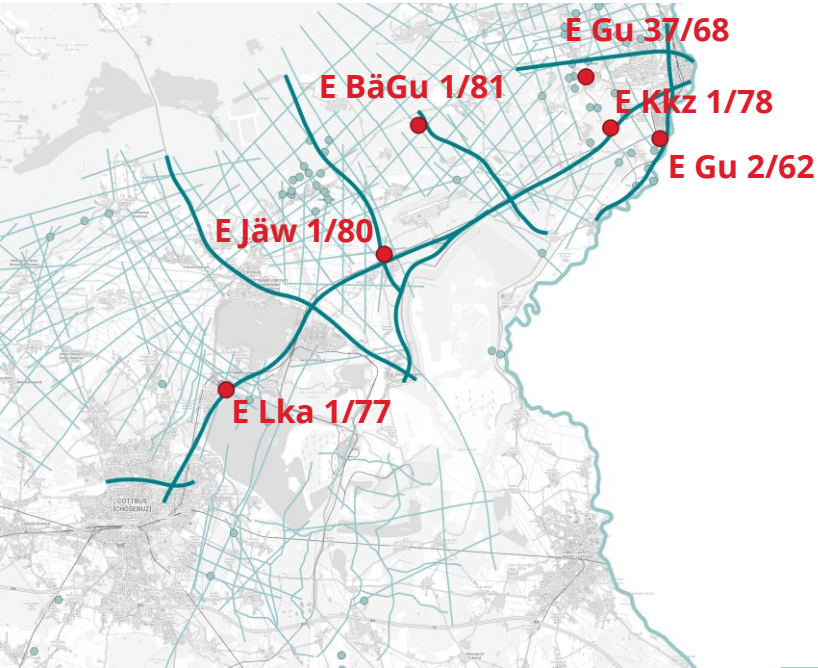 E Gu 37/68
E BäGu 1/81
E Kkz 1/78
E Gu 2/62
E Jäw 1/80
E Lka 1/77
COTTBUS